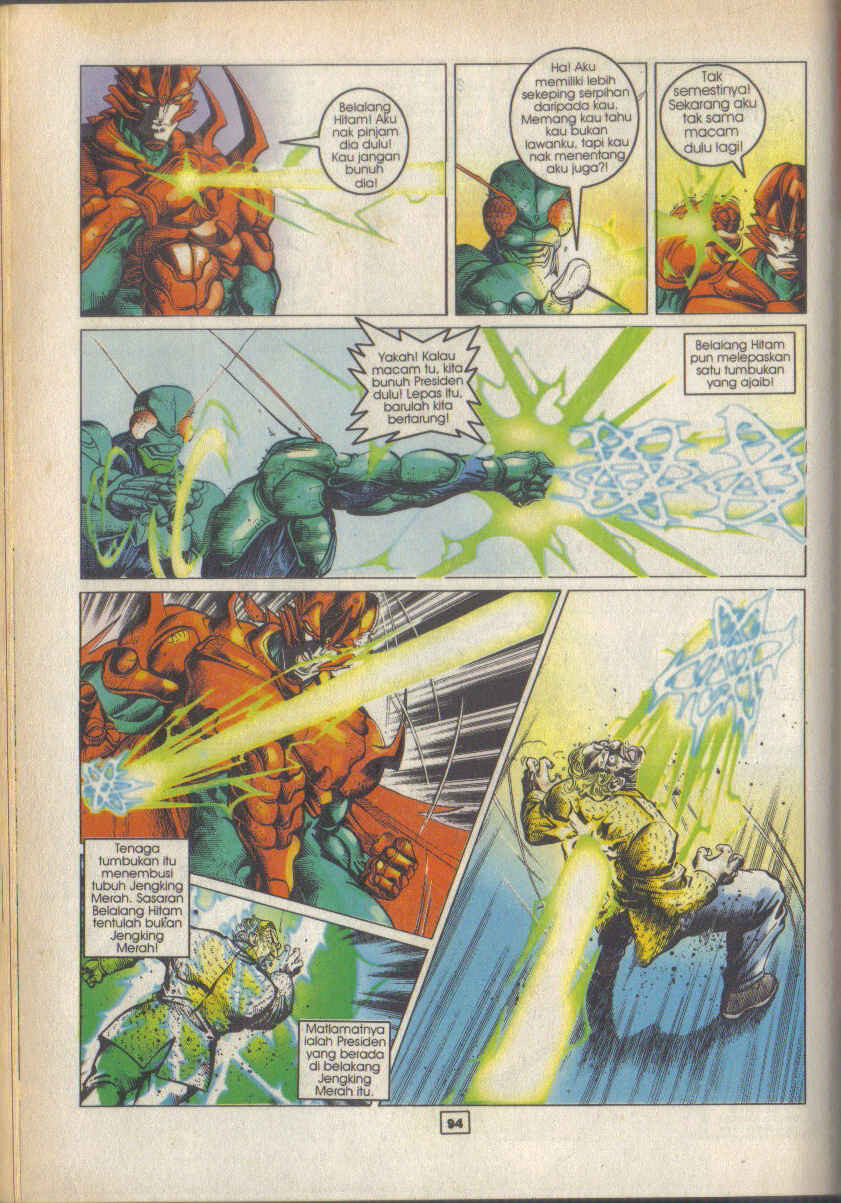 Belalang
Hitam! Aku
nak pinjam
dia dulu!
Kau jangan
bunuh
dia!
Ha! Aku
memiliki lebih
sekeping serpihan
daripada kau.
Memang kau tahu
kau bukan
lawanku, tapi kau
nak menentang
aku juga?!
Tak
semestinya!
Sekarang aku
tak sama
macam
dulu lagi!
Yakah! Kalau
macam tu, kita
bunuh Presiden
dulu! Lepas itu,
barulah kita
bertarung!
Belalang Hitam
pun melepaskan
satu tumbukan
yang ajaib!
Tenaga
tumbukan itu
menembusi
tubuh Jengking
Merah. Sasaran
Belalang Hitam
tentulah bukan
Jengking
Merah!
Matlamatnya
ialah Presiden
yang berada
di belakang
Jengking
Merah itu.
94